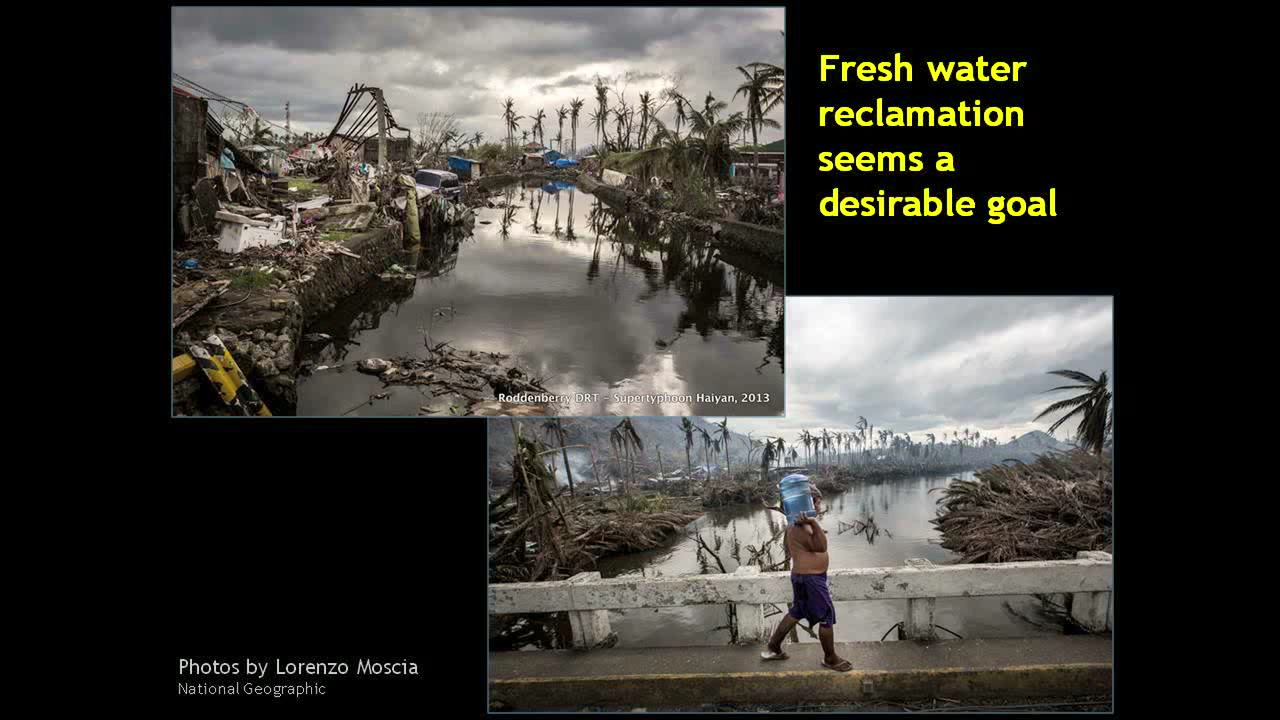 Fresh water
reclamation
seems a
desirable goal
Roddenberry DRT – Supertyphoon Haiyan, 2013
Photos by Lorenzo Moscia
National Geographic